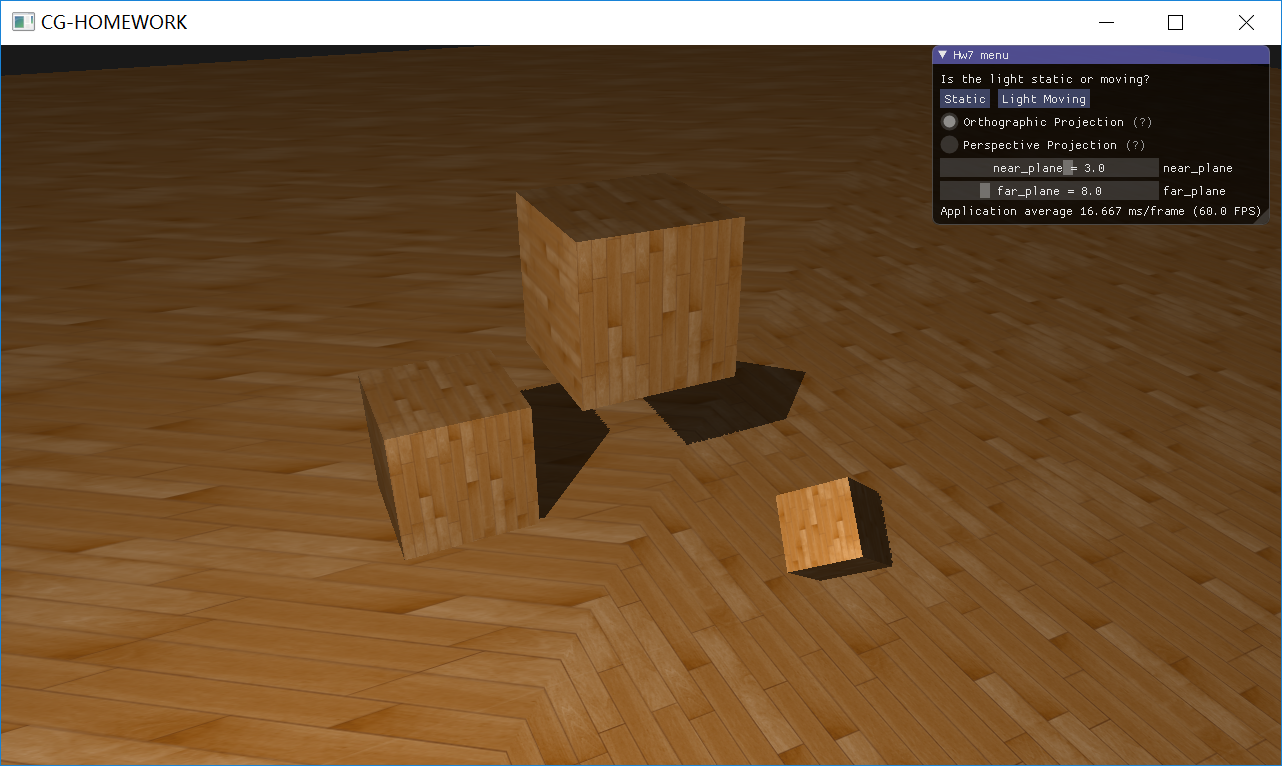 CG-HOMEWORK
Hw7 menu
Is the light static or moving?
Static Light Moving
Orthographic Projection (?)
Perspective Projection (?)
near_plane = 3.0 near_plane
far_plane = 8.0 far_plane
Application average 16.667 ms/frame (60.0 FPS)